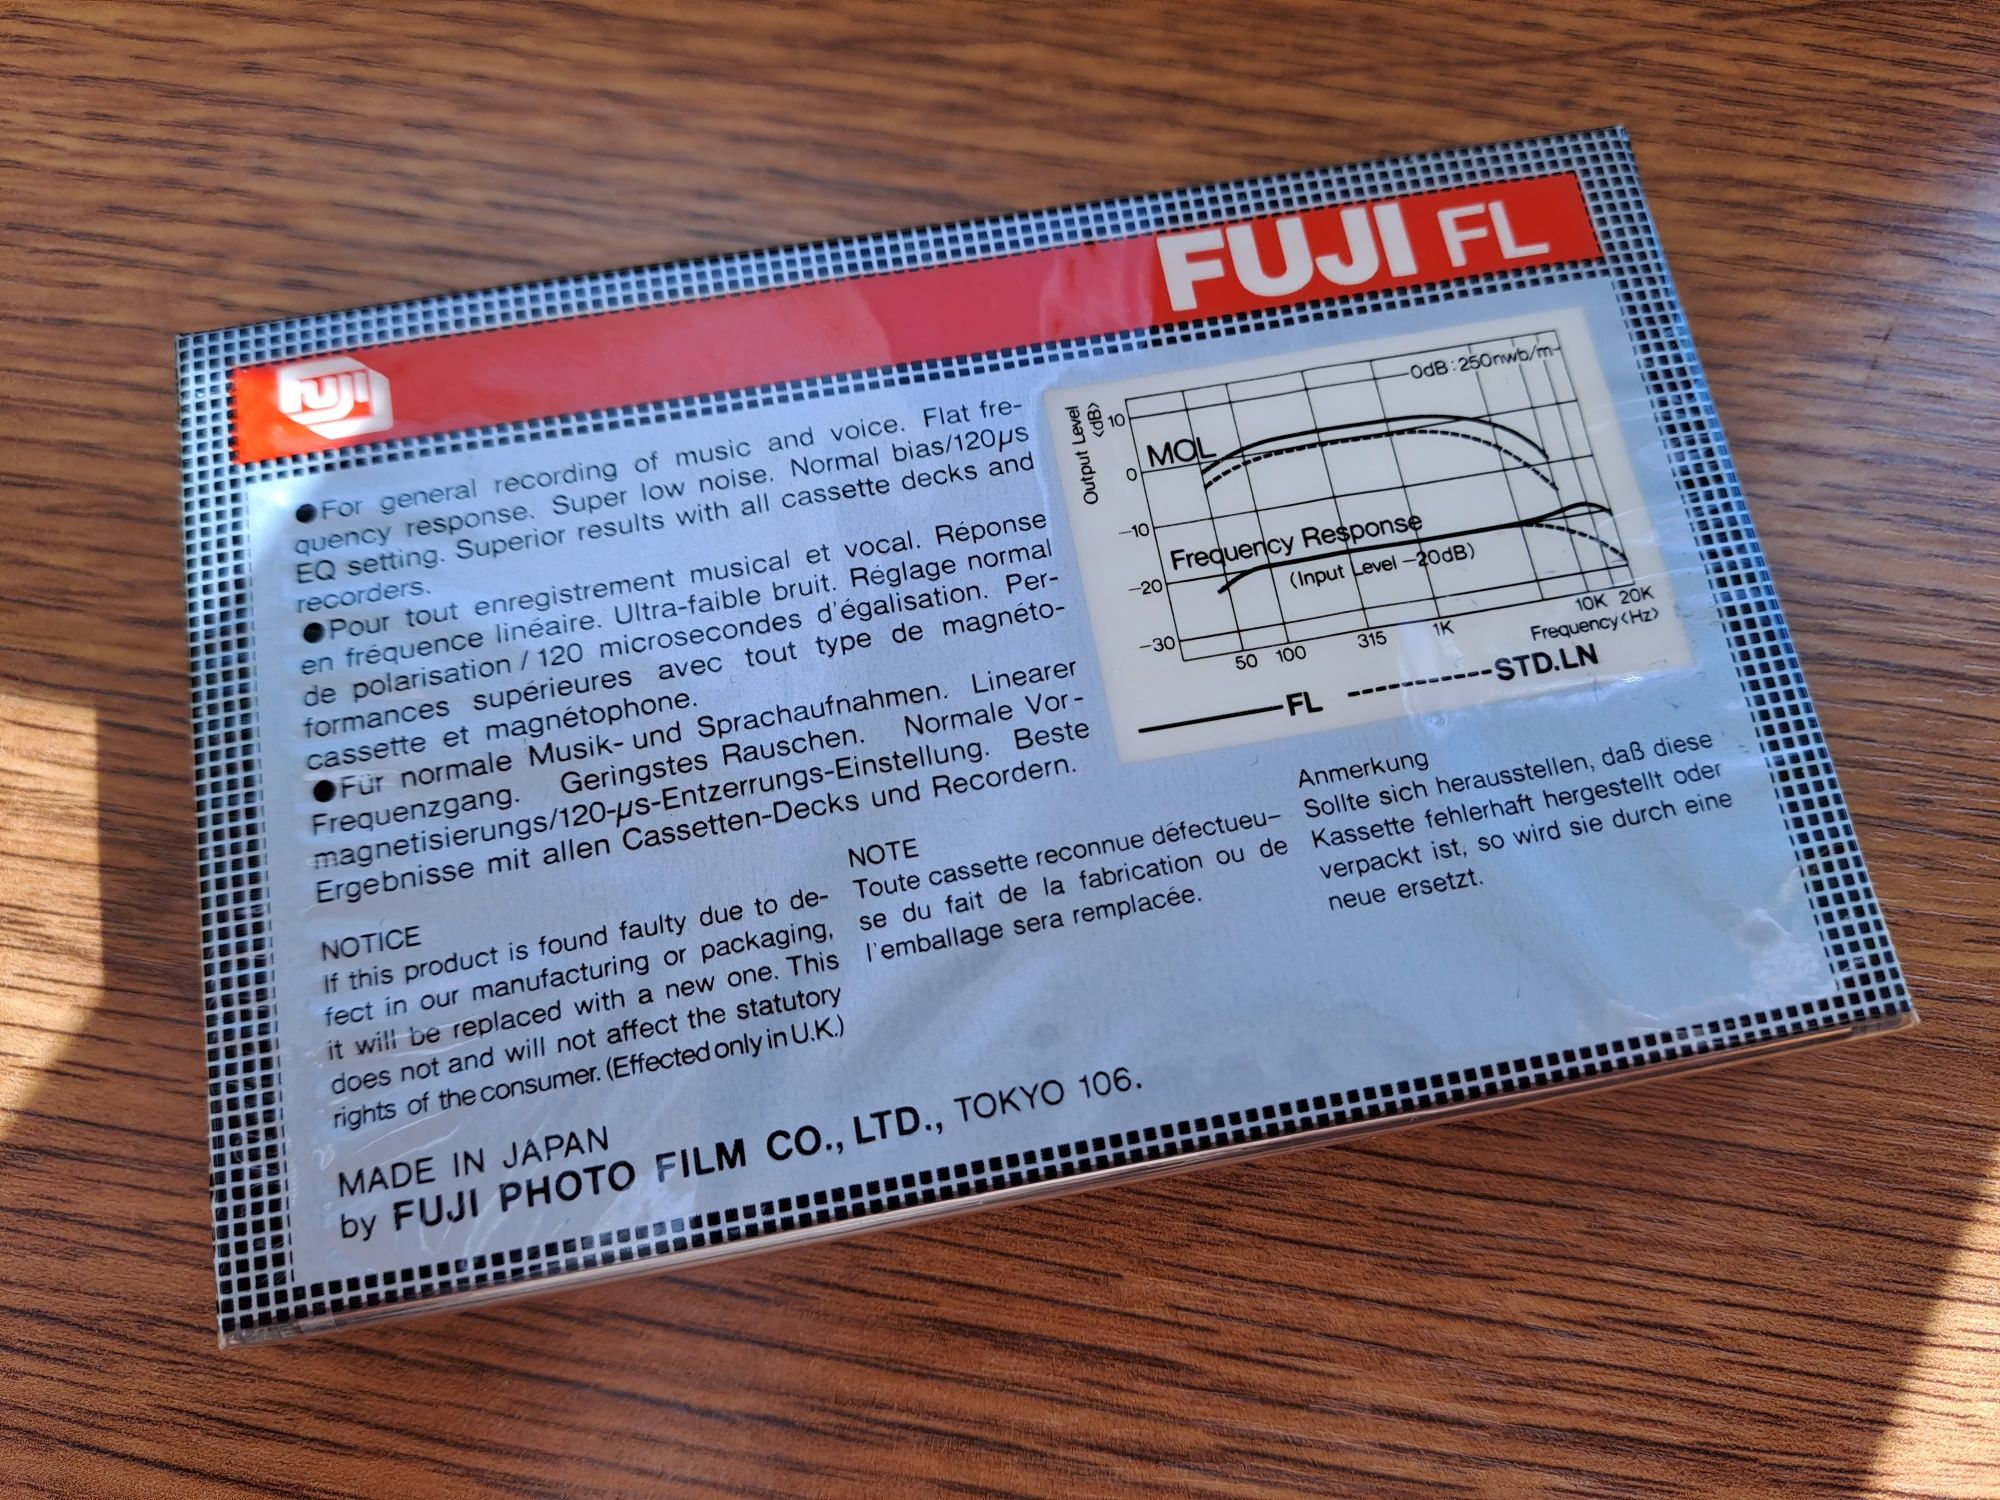 FUJI FL
Fuji
●For general recording of music and voice. Flat fre-
quency response. Super low noise. Normal bias/120μs
EQ setting. Superior results with all cassette decks and
recorders.
●Pour tout enregistrement musical et vocal. Réponse
en fréquence linéaire. Ultra-faible bruit. Réglage normal
de polarisation / 120 microsecondes d'égalisation. Per-
formances supérieures avec tout type de magnéto-
cassette et magnétophone.
●Für normale Musik- und Sprachaufnahmen. Linearer
Frequenzgang. Geringstes Rauschen. Normale Vor-
magnetisierungs/120-μs-Entzerrungs-Einstellung. Beste
Ergebnisse mit allen Cassetten-Decks und Recordern.
Output Level
<dB>
0dB:250nwb/m
10
MOL
0
-10
Frequency Response
-20
(Input Level -20dB)
-30
50 100 315 1K 10K 20K
Frequency<Hz>
FL STD.LN
NOTICE
If this product is found faulty due to de-
fect in our manufacturing or packaging,
it will be replaced with a new one. This
does not and will not affect the statutory
rights of the consumer. (Effected only in U.K.)
NOTE
Toute cassette reconnue défectueu-
se du fait de la fabrication ou de
l'emballage sera remplacée.
Anmerkung
Sollte sich herausstellen, daß diese
Kassette fehlerhaft hergestellt oder
verpackt ist, so wird sie durch eine
neue ersetzt.
MADE IN JAPAN
by FUJI PHOTO FILM CO., LTD., TOKYO 106.